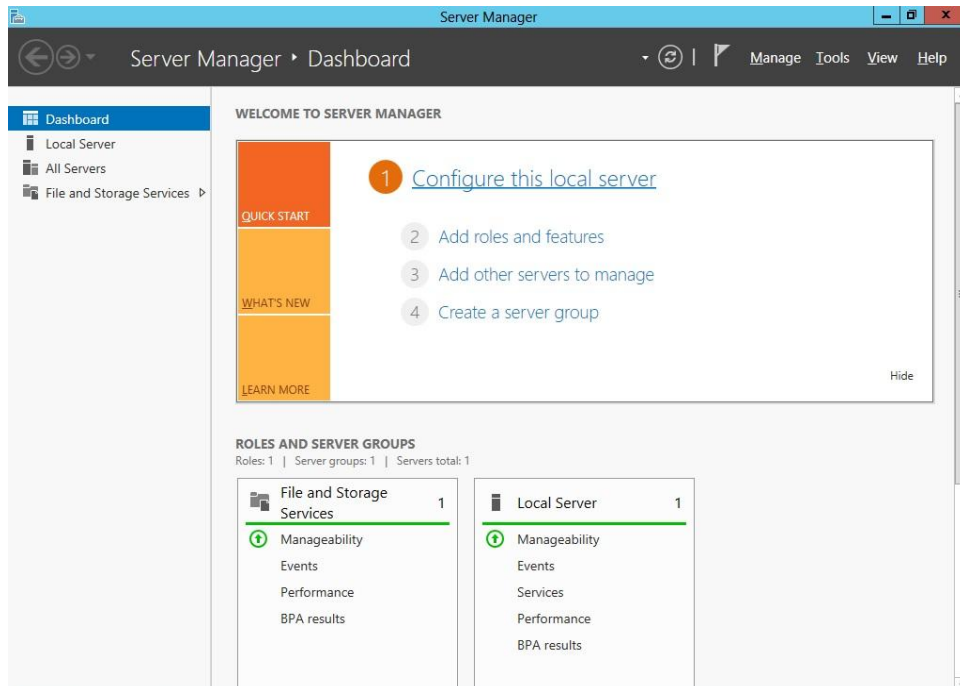 Server Manager
Server Manager ‣ Dashboard
Manage Tools View Help
Dashboard
Local Server
All Servers
File and Storage Services
WELCOME TO SERVER MANAGER
QUICK START
WHAT'S NEW
LEARN MORE
1 Configure this local server
2 Add roles and features
3 Add other servers to manage
4 Create a server group
Hide
ROLES AND SERVER GROUPS
Roles: 1 | Server groups: 1 | Servers total: 1
File and Storage
Services 1
Manageability
Events
Performance
BPA results
Local Server 1
Manageability
Events
Services
Performance
BPA results